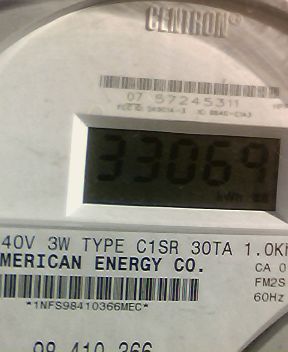 CENTRON®
07 57245311
33069
kWh
40V 3W TYPE C1SR 30TA 1.0K
MERICAN ENERGY CO.
CA 0
FM2S
60Hz
*1NFS98410366MEC*
98 410 366